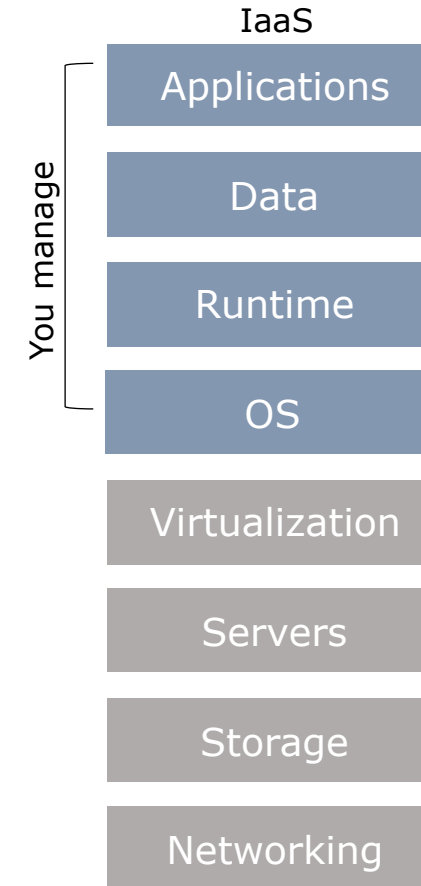 IaaS
You manage
Applications
Data
Runtime
OS
Virtualization
Servers
Storage
Networking